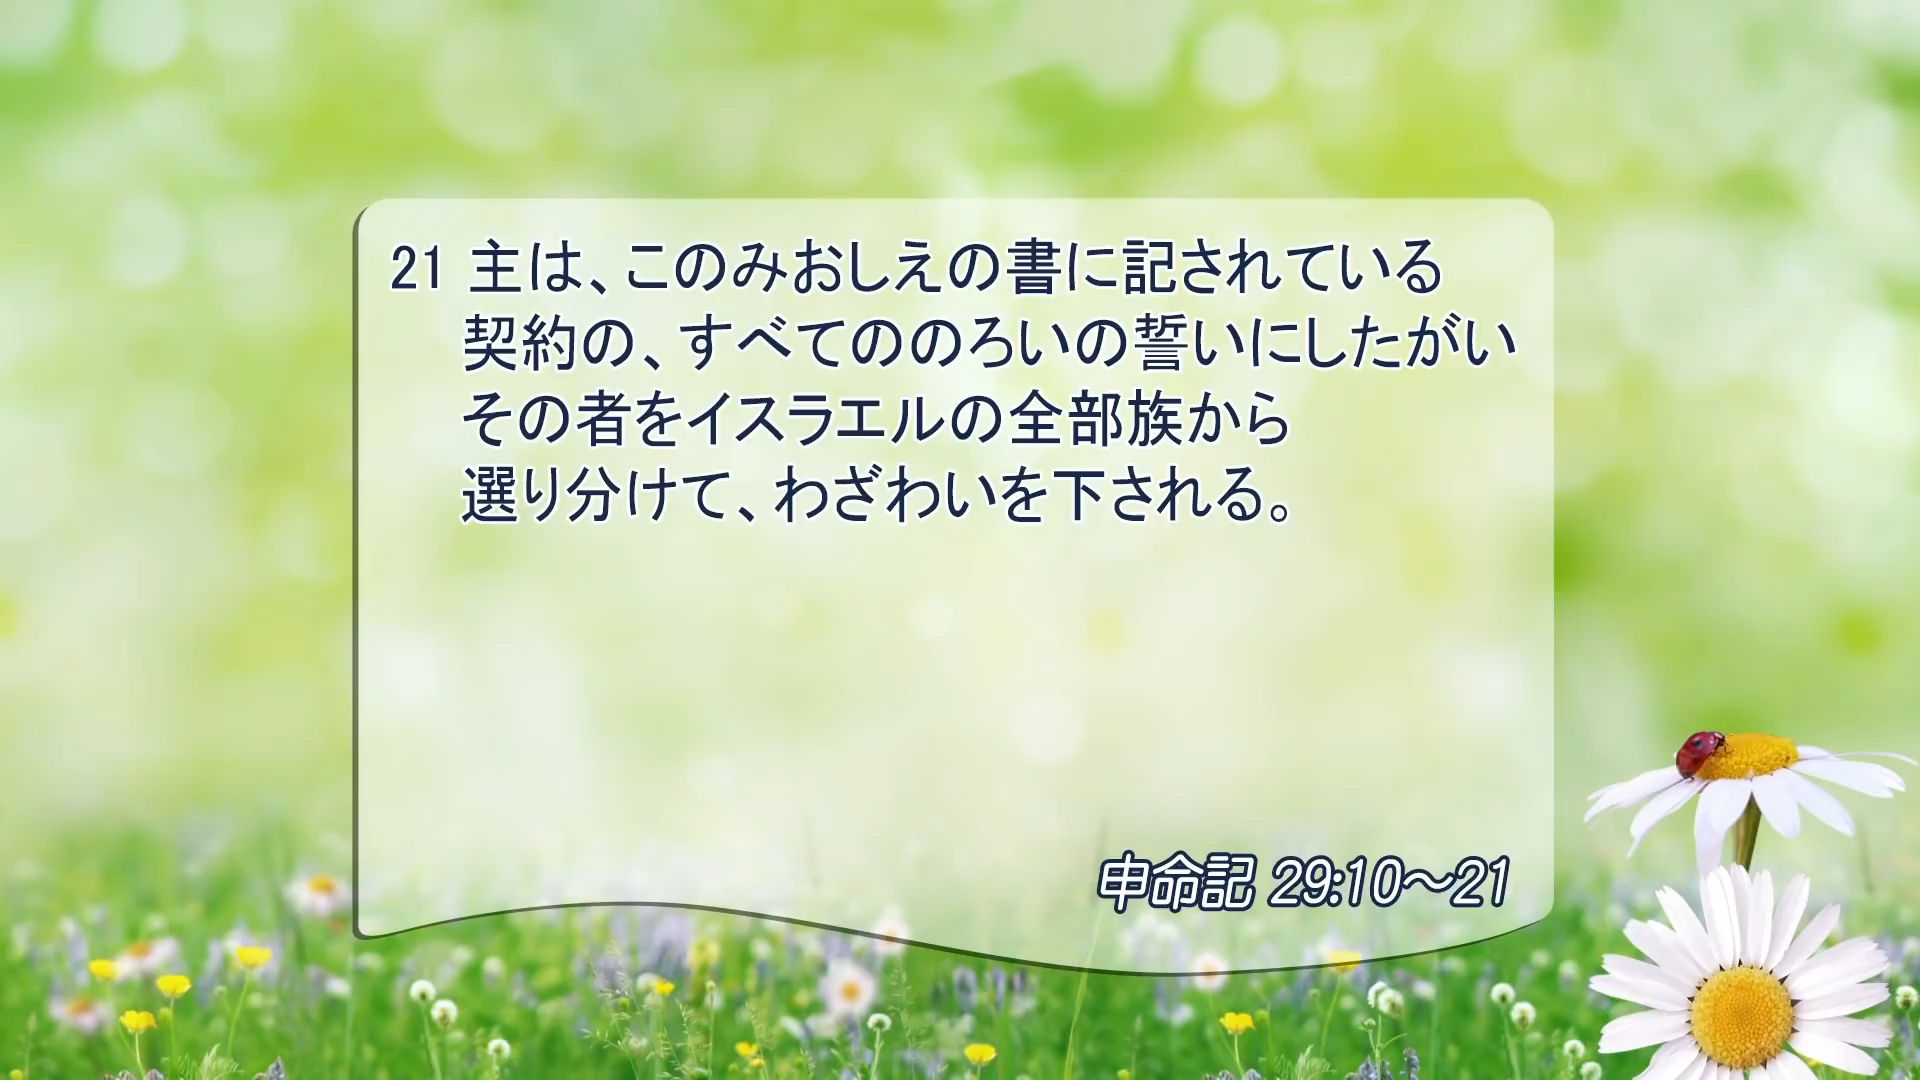 21 主は、このみおしえの書に記されている
契約の、すべてののろいの誓いにしたがい
その者をイスラエルの全部族から
選り分けて、わざわいを下される。
申命記 29:10～21